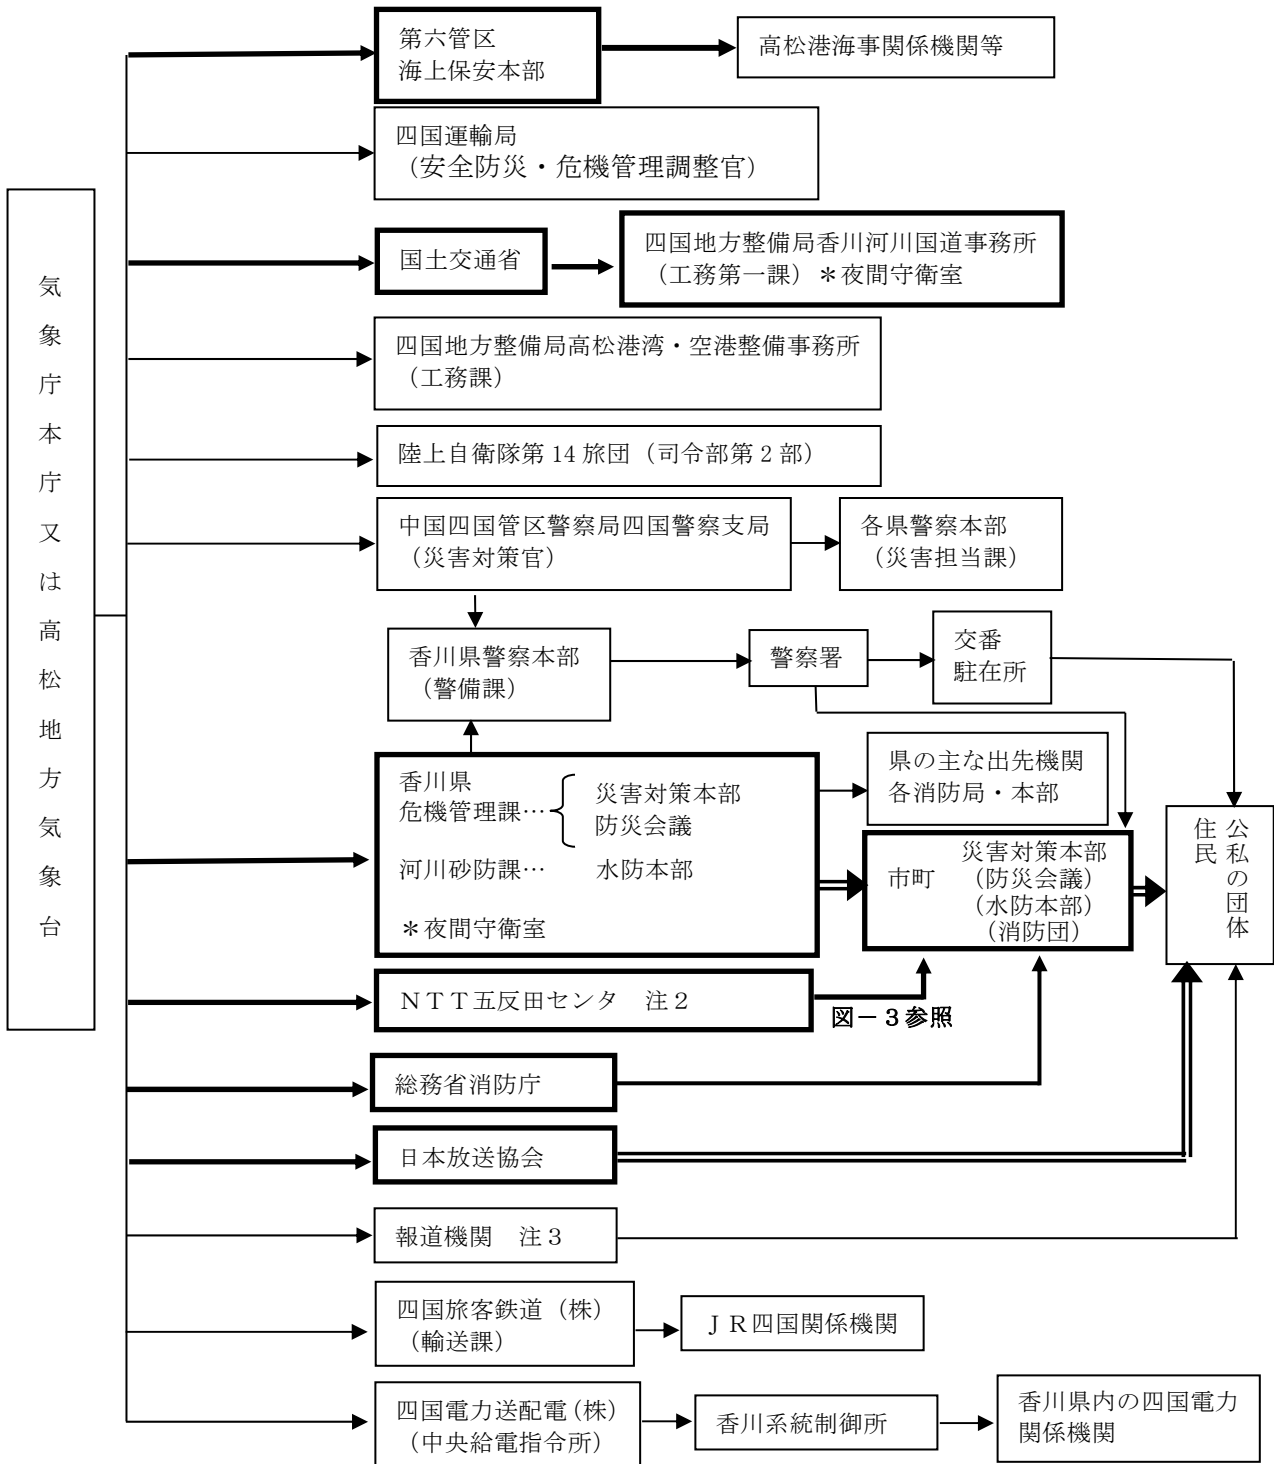 気象庁本庁又は高松地方気象台
第六管区
海上保安本部
高松港海事関係機関等
四国運輸局
（安全防災・危機管理調整官）
国土交通省
四国地方整備局香川河川国道事務所
（工務第一課）＊夜間守衛室
四国地方整備局高松港湾・空港整備事務所
（工務課）
陸上自衛隊第 14 旅団（司令部第 2 部）
中国四国管区警察局四国警察支局
（災害対策官）
各県警察本部
（災害担当課）
香川県警察本部
（警備課）
警察署
交番
駐在所
香川県
危機管理課…
災害対策本部
防災会議
河川砂防課…　水防本部
＊夜間守衛室
県の主な出先機関
各消防局・本部
市町
災害対策本部
（防災会議）
（水防本部）
（消防団）
公私の団体
住民
ＮＴＴ五反田センタ　注２
図－３参照
総務省消防庁
日本放送協会
報道機関　注３
四国旅客鉄道（株）
（輸送課）
ＪＲ四国関係機関
四国電力送配電（株）
（中央給電指令所）
香川系統制御所
香川県内の四国電力
関係機関